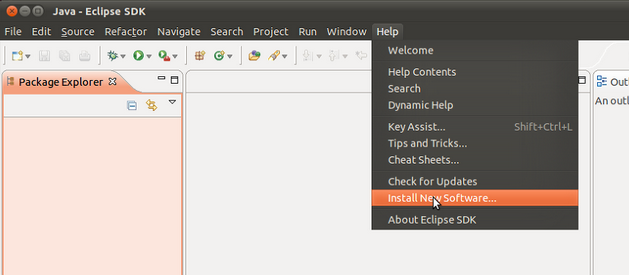 Java - Eclipse SDK
File Edit Source Refactor Navigate Search Project Run Window Help
Welcome
Help Contents
Search
Dynamic Help
Key Assist... Shift+Ctrl+L
Tips and Tricks...
Cheat Sheets...
Check for Updates
Install New Software...
About Eclipse SDK
Package Explorer
Outl
An outl